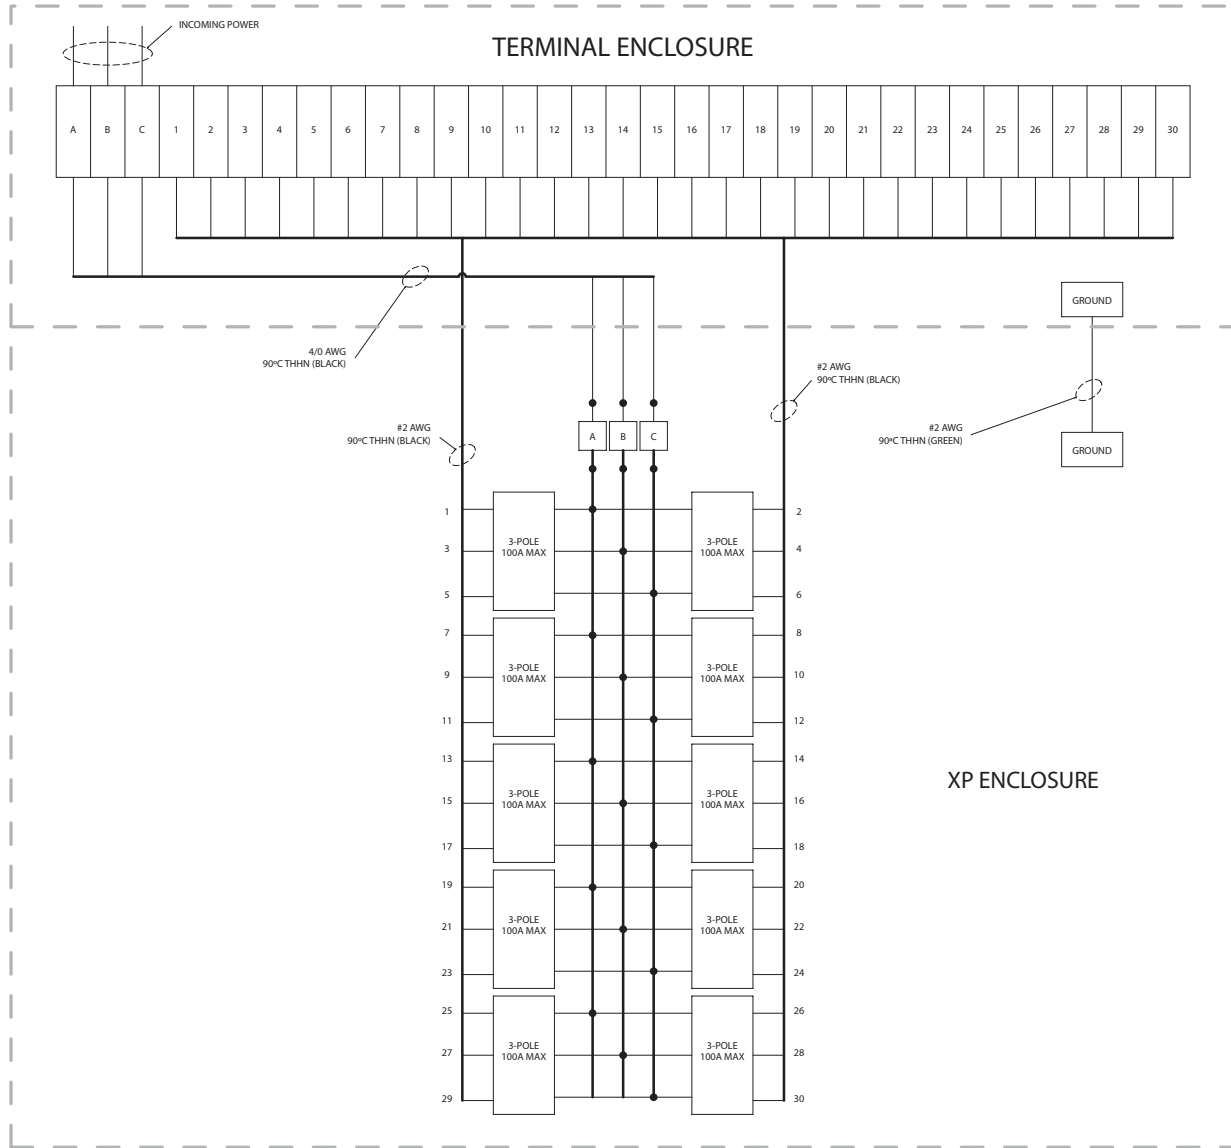 INCOMING POWER
TERMINAL ENCLOSURE
A B C 1 2 3 4 5 6 7 8 9 10 11 12 13 14 15 16 17 18 19 20 21 22 23 24 25 26 27 28 29 30
GROUND
4/0 AWG
90ºC THHN (BLACK)
#2 AWG
90ºC THHN (BLACK)
#2 AWG
90ºC THHN (BLACK)
#2 AWG
90ºC THHN (GREEN)
A B C
GROUND
1
3-POLE
100A MAX
3-POLE
100A MAX
2
3
4
5
6
7
3-POLE
100A MAX
3-POLE
100A MAX
8
9
10
11
12
13
3-POLE
100A MAX
3-POLE
100A MAX
14
XP ENCLOSURE
15
16
17
18
19
3-POLE
100A MAX
3-POLE
100A MAX
20
21
22
23
24
25
3-POLE
100A MAX
3-POLE
100A MAX
26
27
28
29
30